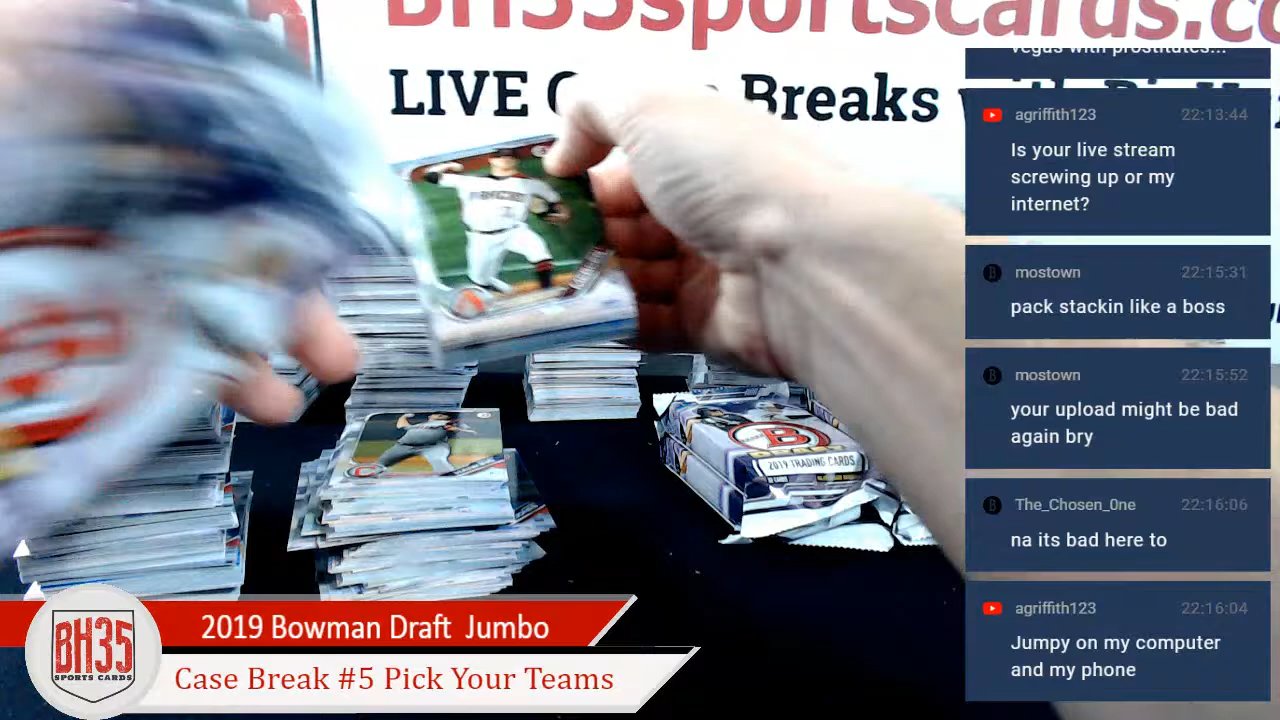 BH35sportscards.co
LIVE
Breaks
vegas with prostitutes...
agriffith123 22:13:44
Is your live stream
screwing up or my
internet?
mostown 22:15:31
pack stackin like a boss
mostown 22:15:52
your upload might be bad
again bry
The_Chosen_0ne 22:16:06
na its bad here to
agriffith123 22:16:04
Jumpy on my computer
and my phone
B
2019 TRADING CARDS
BH35
SPORTS CARDS
2019 Bowman Draft Jumbo
Case Break #5 Pick Your Teams